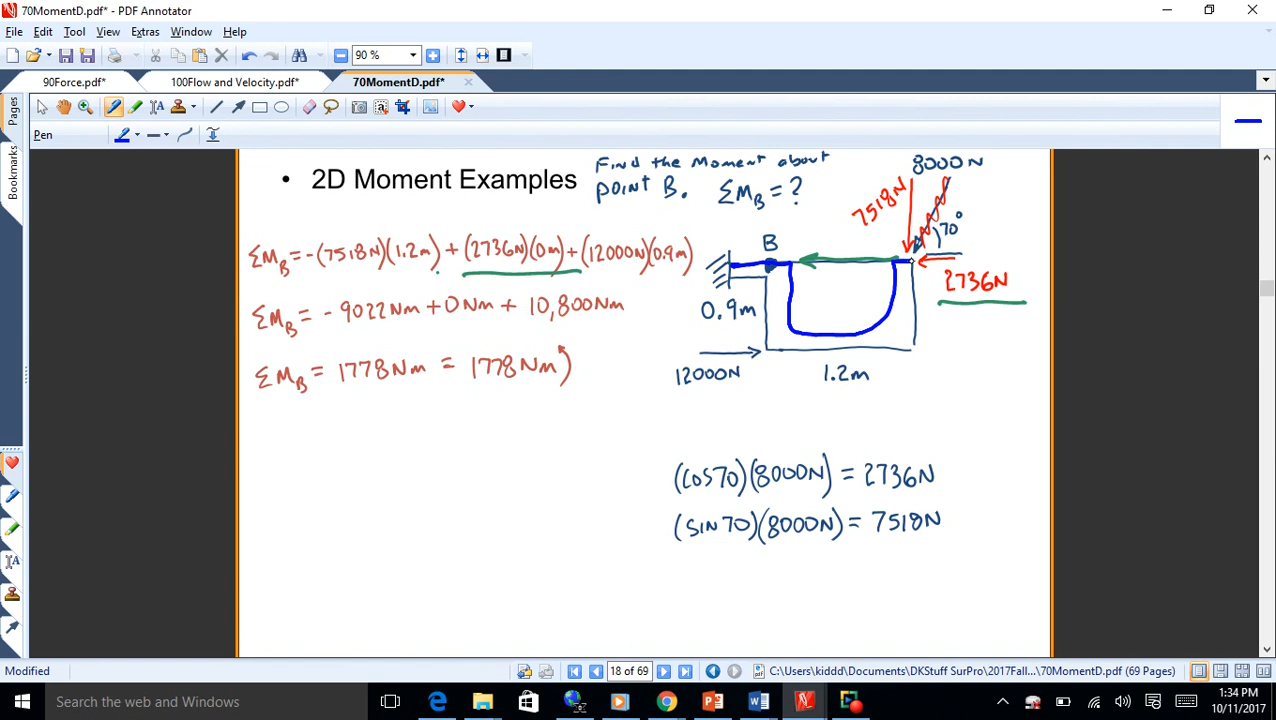 70MomentD.pdf* - PDF Annotator
File Edit Tool View Extras Window Help
90 %
90Force.pdf* 100Flow and Velocity.pdf* 70MomentD.pdf*
Pen
Pages
Bookmarks
• 2D Moment Examples
Find the Moment about
point B. ΣM_B = ?
8000N
7518N
70°
B
2736N
0.9m
12000N
1.2m
ΣM_B = -(7518N)(1.2m) + (2736N)(0m) + (12000N)(0.9m)
ΣM_B = - 9022Nm + 0Nm + 10,800Nm
ΣM_B = 1778Nm = 1778Nm
(cos70)(8000N) = 2736N
(sin70)(8000N) = 7518N
Modified
18 of 69
C:\Users\kiddd\Documents\DKStuff SurPro\2017Fall...\70MomentD.pdf (69 Pages)
Search the web and Windows
1:34 PM
10/11/2017